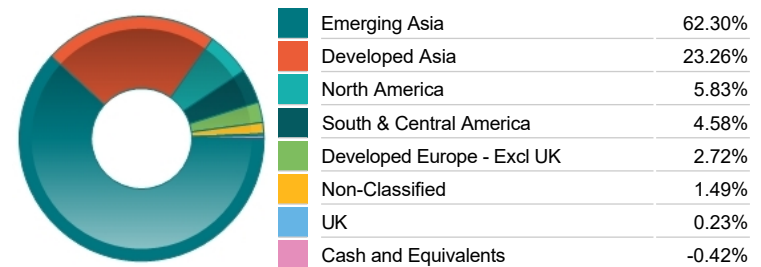 Emerging Asia 62.30%
Developed Asia 23.26%
North America 5.83%
South & Central America 4.58%
Developed Europe - Excl UK 2.72%
Non-Classified 1.49%
UK 0.23%
Cash and Equivalents -0.42%